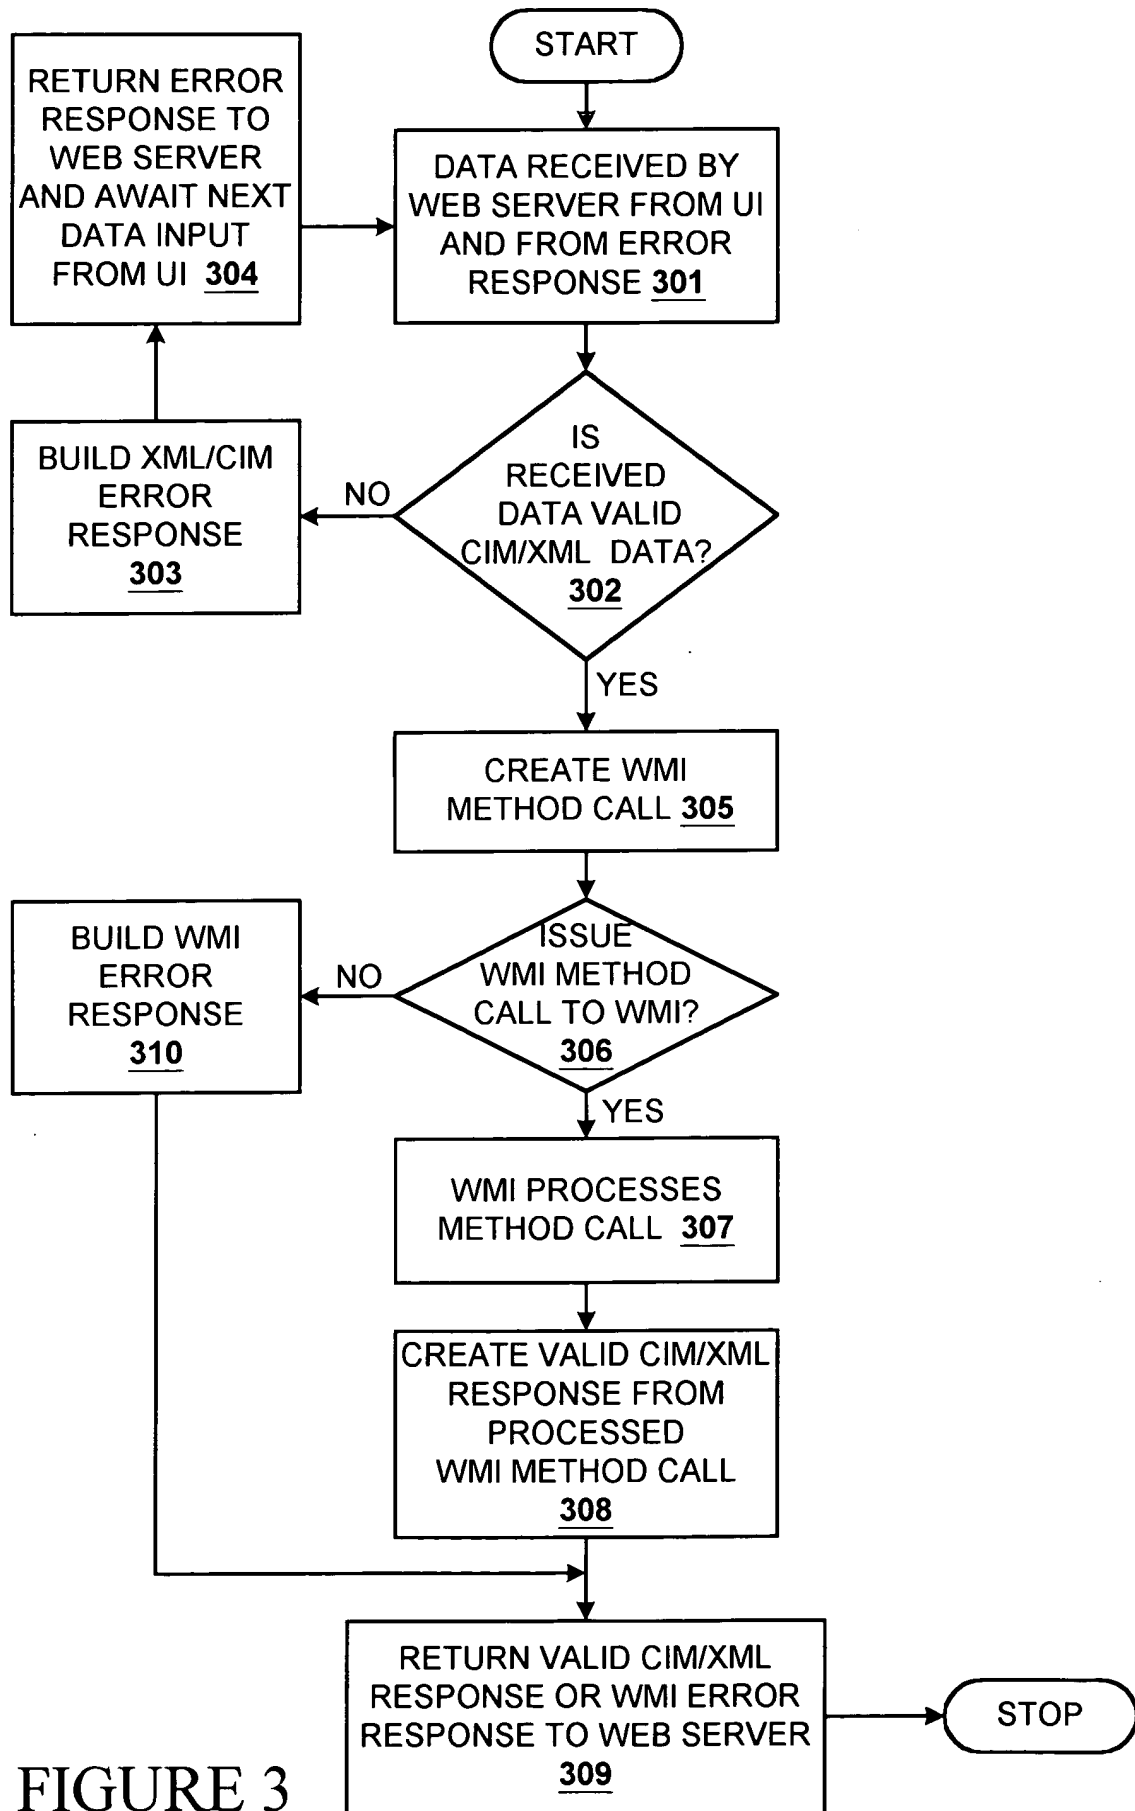 START
RETURN ERROR
RESPONSE TO
WEB SERVER
AND AWAIT NEXT
DATA INPUT
FROM UI 304
DATA RECEIVED BY
WEB SERVER FROM UI
AND FROM ERROR
RESPONSE 301
IS
RECEIVED
DATA VALID
CIM/XML DATA?
302
NO
BUILD XML/CIM
ERROR
RESPONSE
303
YES
CREATE WMI
METHOD CALL 305
ISSUE
WMI METHOD
CALL TO WMI?
306
NO
BUILD WMI
ERROR
RESPONSE
310
YES
WMI PROCESSES
METHOD CALL 307
CREATE VALID CIM/XML
RESPONSE FROM
PROCESSED
WMI METHOD CALL
308
RETURN VALID CIM/XML
RESPONSE OR WMI ERROR
RESPONSE TO WEB SERVER
309
STOP
FIGURE 3